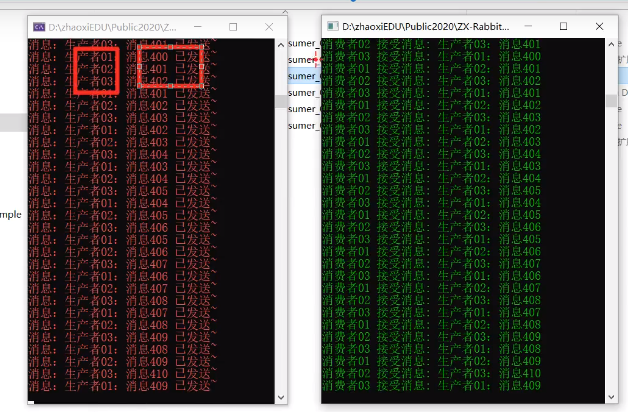 D:\zhaoxiEDU\Public2020\Z...
消息: 生产者03: 消息401 已发送~
消息: 生产者01: 消息400 已发送~
消息: 生产者02: 消息401 已发送~
消息: 生产者03: 消息402 已发送~
消息: 生产者01: 消息401 已发送~
消息: 生产者02: 消息402 已发送~
消息: 生产者03: 消息403 已发送~
消息: 生产者01: 消息402 已发送~
消息: 生产者02: 消息403 已发送~
消息: 生产者03: 消息404 已发送~
消息: 生产者01: 消息403 已发送~
消息: 生产者02: 消息404 已发送~
消息: 生产者03: 消息405 已发送~
消息: 生产者01: 消息404 已发送~
消息: 生产者02: 消息405 已发送~
消息: 生产者03: 消息406 已发送~
消息: 生产者01: 消息405 已发送~
消息: 生产者02: 消息406 已发送~
消息: 生产者03: 消息407 已发送~
消息: 生产者01: 消息406 已发送~
消息: 生产者02: 消息407 已发送~
消息: 生产者03: 消息408 已发送~
消息: 生产者01: 消息407 已发送~
消息: 生产者01: 消息408 已发送~
消息: 生产者02: 消息408 已发送~
消息: 生产者03: 消息409 已发送~
消息: 生产者02: 消息409 已发送~
消息: 生产者03: 消息410 已发送~
消息: 生产者01: 消息409 已发送~
mple
D:\zhaoxiEDU\Public2020\ZX-Rabbit...
消费者02 接受消息: 生产者03: 消息401
消费者03 接受消息: 生产者01: 消息400
消费者01 接受消息: 生产者02: 消息401
消费者02 接受消息: 生产者03: 消息402
消费者03 接受消息: 生产者01: 消息401
消费者01 接受消息: 生产者02: 消息402
消费者02 接受消息: 生产者03: 消息403
消费者03 接受消息: 生产者01: 消息402
消费者01 接受消息: 生产者02: 消息403
消费者02 接受消息: 生产者03: 消息404
消费者03 接受消息: 生产者01: 消息403
消费者01 接受消息: 生产者02: 消息404
消费者02 接受消息: 生产者03: 消息405
消费者03 接受消息: 生产者01: 消息404
消费者01 接受消息: 生产者02: 消息405
消费者02 接受消息: 生产者03: 消息406
消费者03 接受消息: 生产者01: 消息405
消费者01 接受消息: 生产者02: 消息406
消费者02 接受消息: 生产者03: 消息407
消费者03 接受消息: 生产者01: 消息406
消费者01 接受消息: 生产者02: 消息407
消费者02 接受消息: 生产者03: 消息408
消费者03 接受消息: 生产者01: 消息407
消费者01 接受消息: 生产者01: 消息408
消费者02 接受消息: 生产者02: 消息408
消费者03 接受消息: 生产者03: 消息409
消费者01 接受消息: 生产者02: 消息409
消费者02 接受消息: 生产者03: 消息410
消费者03 接受消息: 生产者01: 消息409